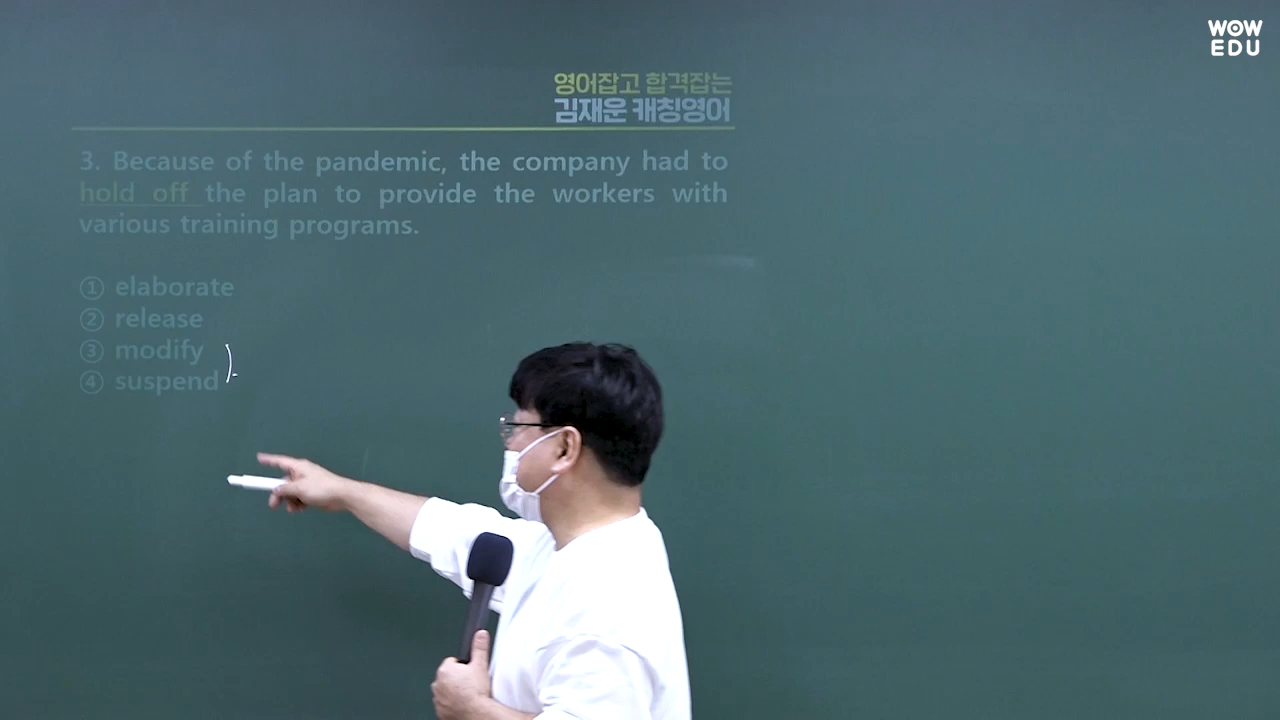 WOW
EDU
영어잡고 합격잡는
김재운 캐칭영어
3. Because of the pandemic, the company had to
hold off the plan to provide the workers with
various training programs.
① elaborate
② release
③ modify
④ suspend